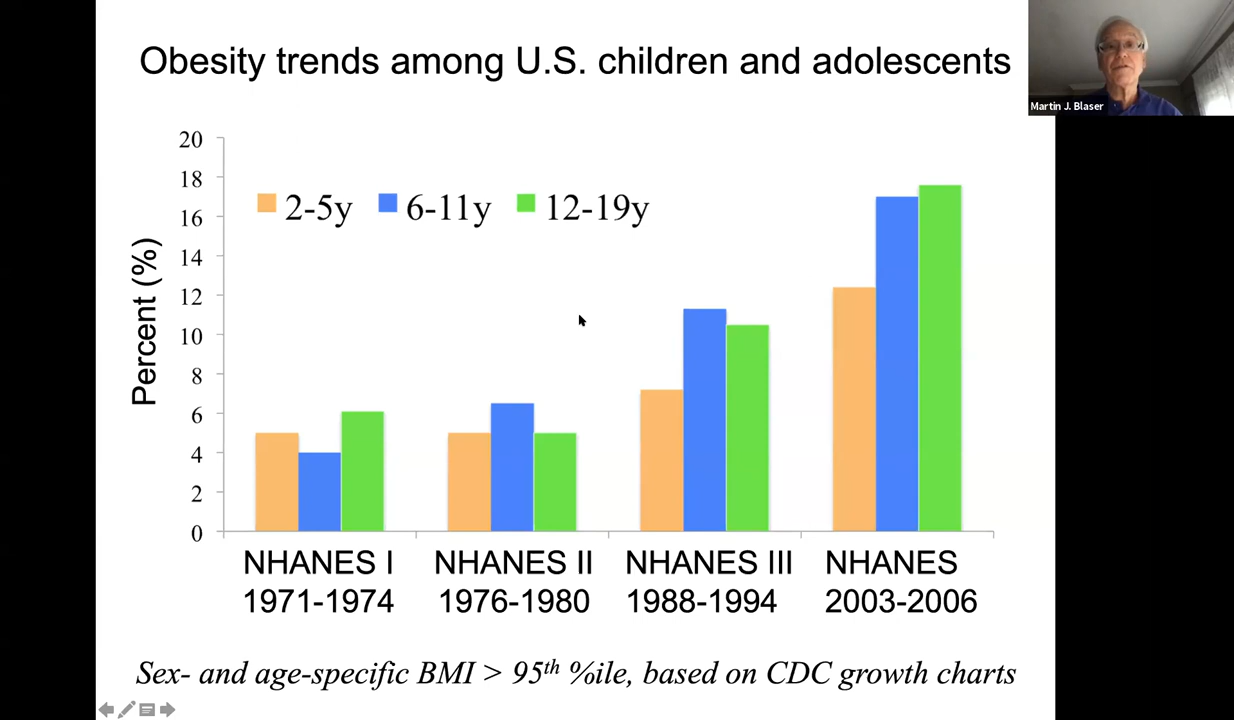 Obesity trends among U.S. children and adolescents
Martin J. Blaser
20
18
16
14
12
10
8
6
4
2
0
Percent (%)
2-5y 6-11y 12-19y
NHANES I NHANES II NHANES III NHANES
1971-1974 1976-1980 1988-1994 2003-2006
Sex- and age-specific BMI > 95th %ile, based on CDC growth charts